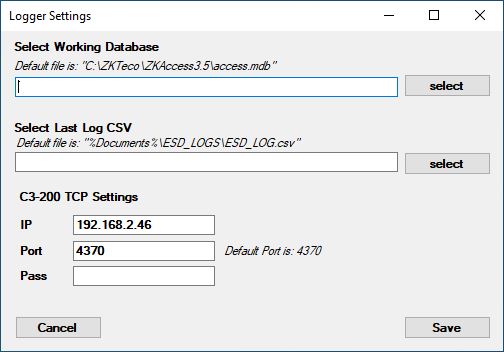 Logger Settings
Select Working Database
Default file is: "C:\ZKTeco\ZKAccess3.5\access.mdb"
select
Select Last Log CSV
Default file is: "%Documents%\ESD_LOGS\ESD_LOG.csv"
select
C3-200 TCP Settings
IP 192.168.2.46
Port 4370 Default Port is: 4370
Pass
Cancel Save